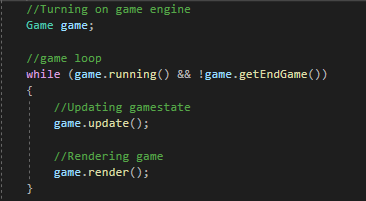 //Turning on game engine
Game game;
//game loop
while (game.running() && !game.getEndGame())
{
//Updating gamestate
game.update();
//Rendering game
game.render();
}